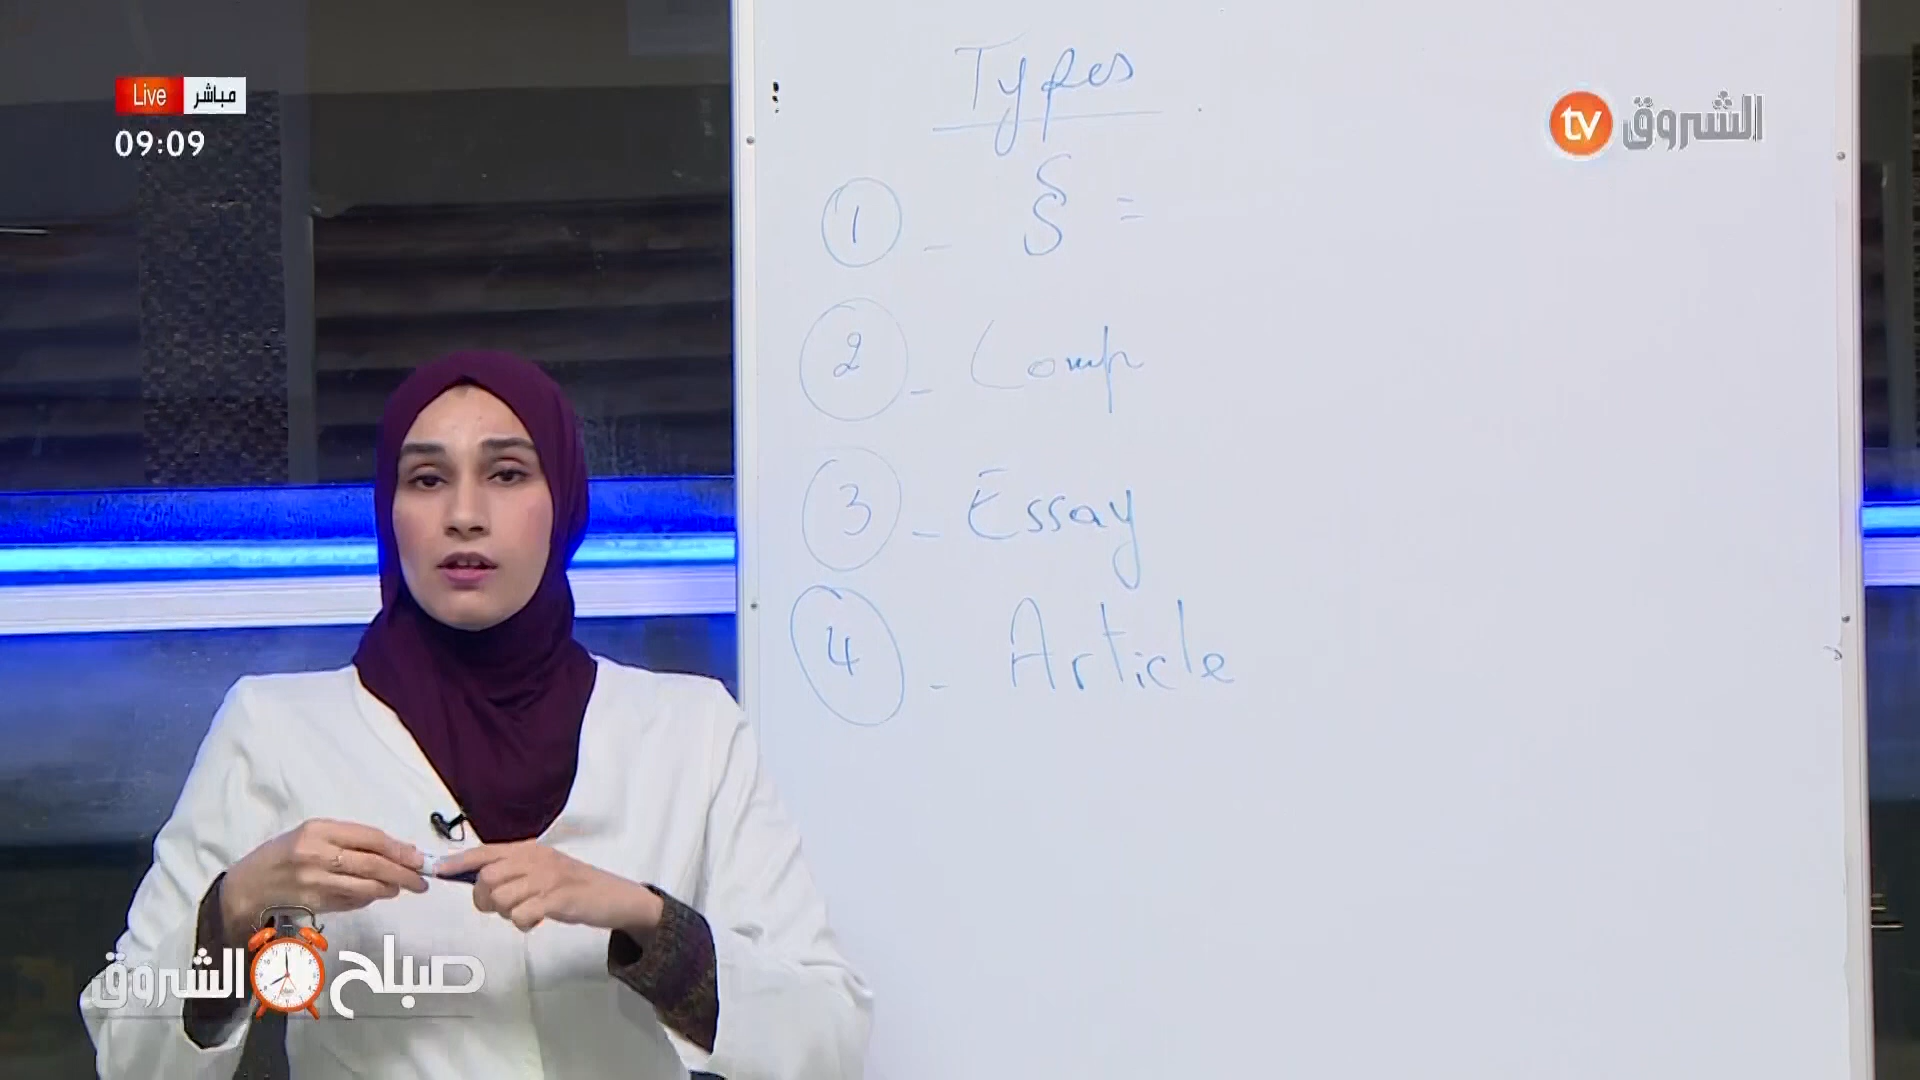 Live مباشر
09:09
tv الشروق
Types
1 - § =
2 - Comp
3 - Essay
4 - Article
صباح الشروق